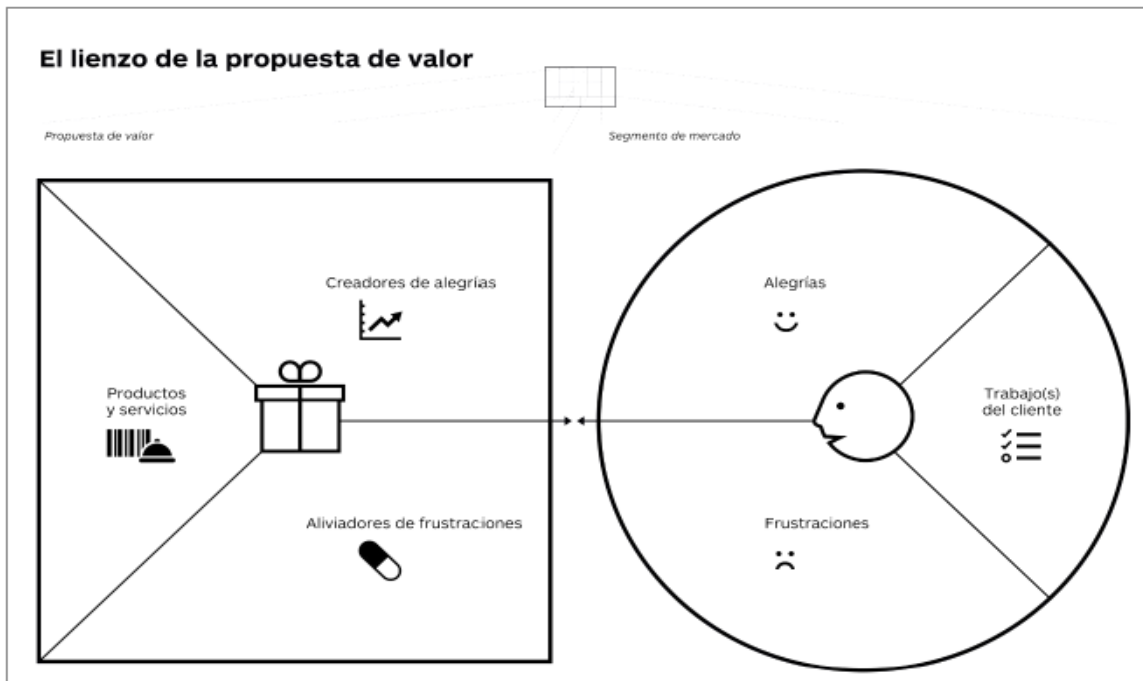 El lienzo de la propuesta de valor
Propuesta de valor
Segmento de mercado
Creadores de alegrías
Alegrías
Productos
y servicios
Trabajo(s)
del cliente
Aliviadores de frustraciones
Frustraciones